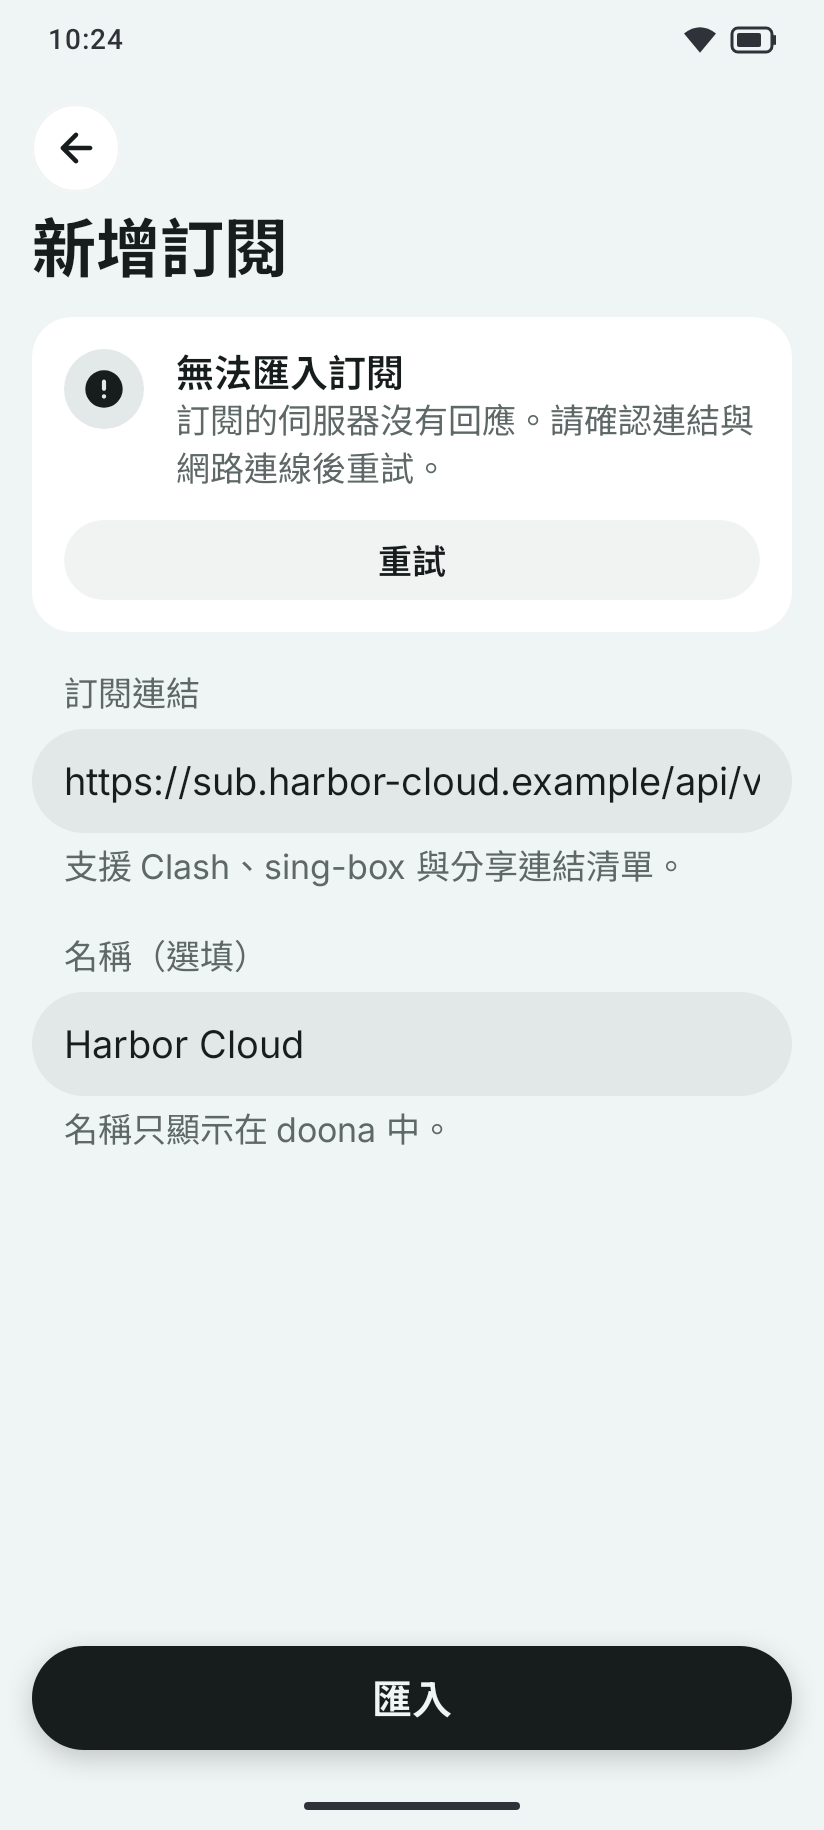 10:24
新增訂閱
無法匯入訂閱
訂閱的伺服器沒有回應。請確認連結與
網路連線後重試。
重試
訂閱連結
https://sub.harbor-cloud.example/api/v
支援 Clash、sing-box 與分享連結清單。
名稱（選填）
Harbor Cloud
名稱只顯示在 doona 中。
匯入